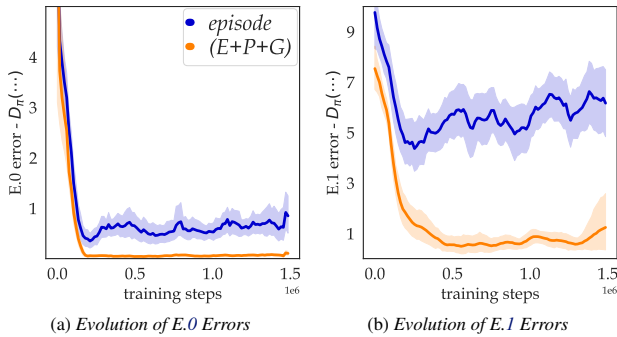 episode
(E+P+G)
E.0 error - Dπ(⋯)
4
3
2
1
0.0 0.5 1.0 1.5
1e6
training steps
(a) Evolution of E.0 Errors
E.1 error - Dπ(⋯)
9
7
5
3
1
0.0 0.5 1.0 1.5
1e6
training steps
(b) Evolution of E.1 Errors